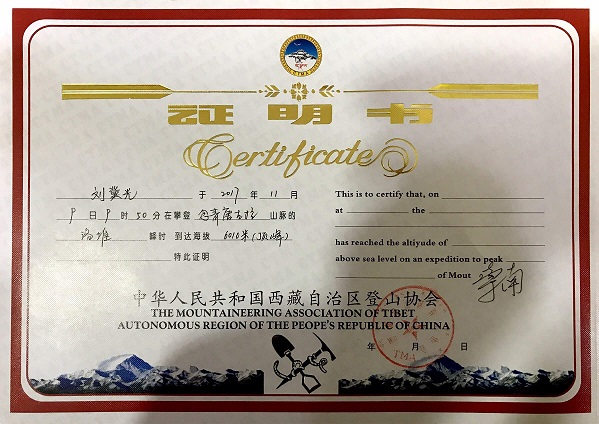 证明书
Certificate
刘冀光 于 2017 年 11 月
9 日 9 时 50 分在攀登 念青唐古拉 山脉的
洛堆 峰时 到达海拔 6010米(顶峰)
特此证明
This is to certify that, on
at the
has reached the altiyude of
above sea level on an expedition to peak
of Mout
中华人民共和国西藏自治区登山协会
THE MOUNTAINEERING ASSOCIATION OF TIBET
AUTONOMOUS REGION OF THE PEOPE'S REPUBLIC OF CHINA
年 月 日
TMA